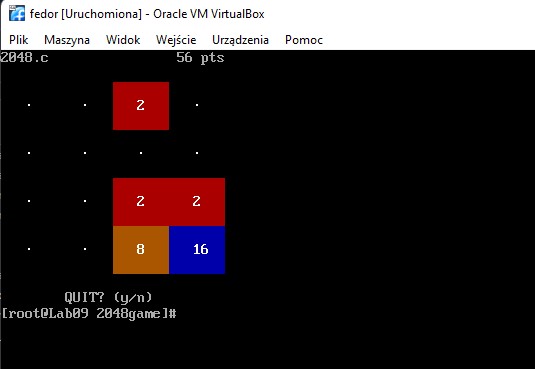 fedor [Uruchomiona] - Oracle VM VirtualBox
Plik Maszyna Widok Wejście Urządzenia Pomoc
2048.c 56 pts
. . 2 .
. . . .
. . 2 2
. . 8 16
QUIT? (y/n)
[root@Lab09 2048game]#